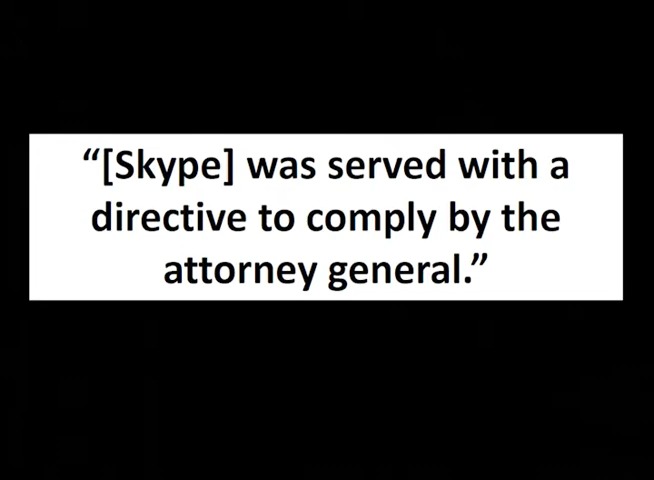 “[Skype] was served with a
directive to comply by the
attorney general.”